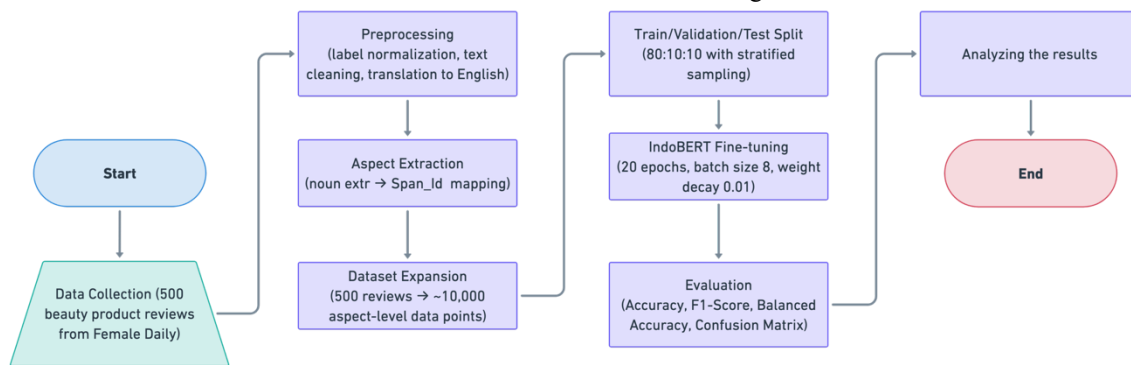 Start
Data Collection (500
beauty product reviews
from Female Daily)
Preprocessing
(label normalization, text
cleaning, translation to English)
Aspect Extraction
(noun extr → Span_Id mapping)
Dataset Expansion
(500 reviews → ~10,000
aspect-level data points)
Train/Validation/Test Split
(80:10:10 with stratified
sampling)
IndoBERT Fine-tuning
(20 epochs, batch size 8, weight
decay 0.01)
Evaluation
(Accuracy, F1-Score, Balanced
Accuracy, Confusion Matrix)
Analyzing the results
End